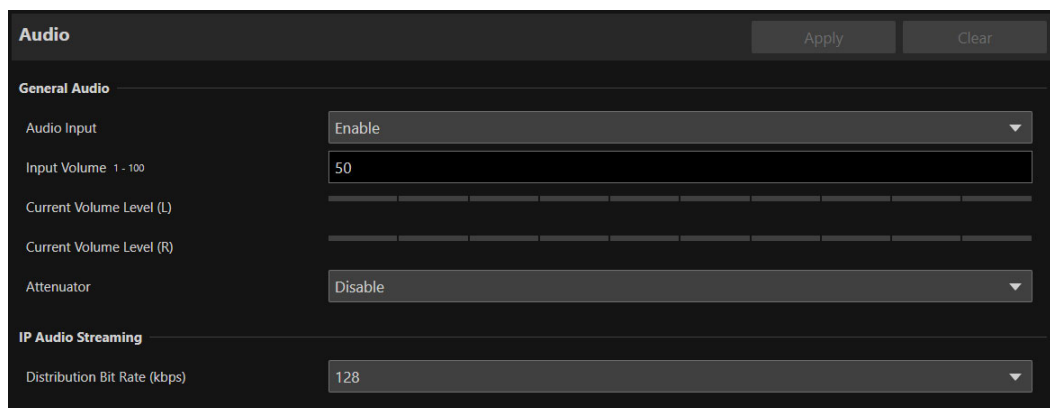 Audio Apply Clear
General Audio
Audio Input Enable
Input Volume 1 - 100 50
Current Volume Level (L)
Current Volume Level (R)
Attenuator Disable
IP Audio Streaming
Distribution Bit Rate (kbps) 128